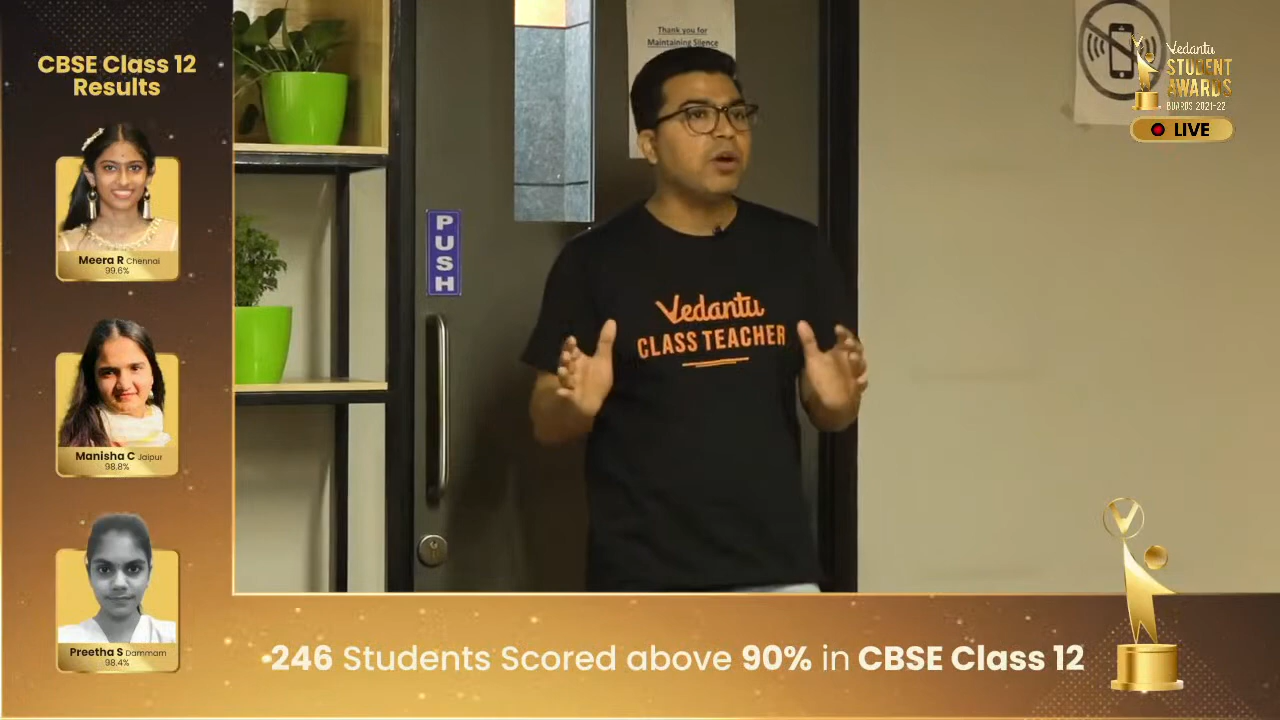 CBSE Class 12
Results
Meera R Chennai
99.6%
Manisha C Jaipur
98.8%
Preetha S Dammam
98.4%
Thank you for
Maintaining Silence
PUSH
Vedantu
CLASS TEACHER
Vedantu
STUDENT
AWARDS
BOARDS 2021-22
LIVE
246 Students Scored above 90% in CBSE Class 12